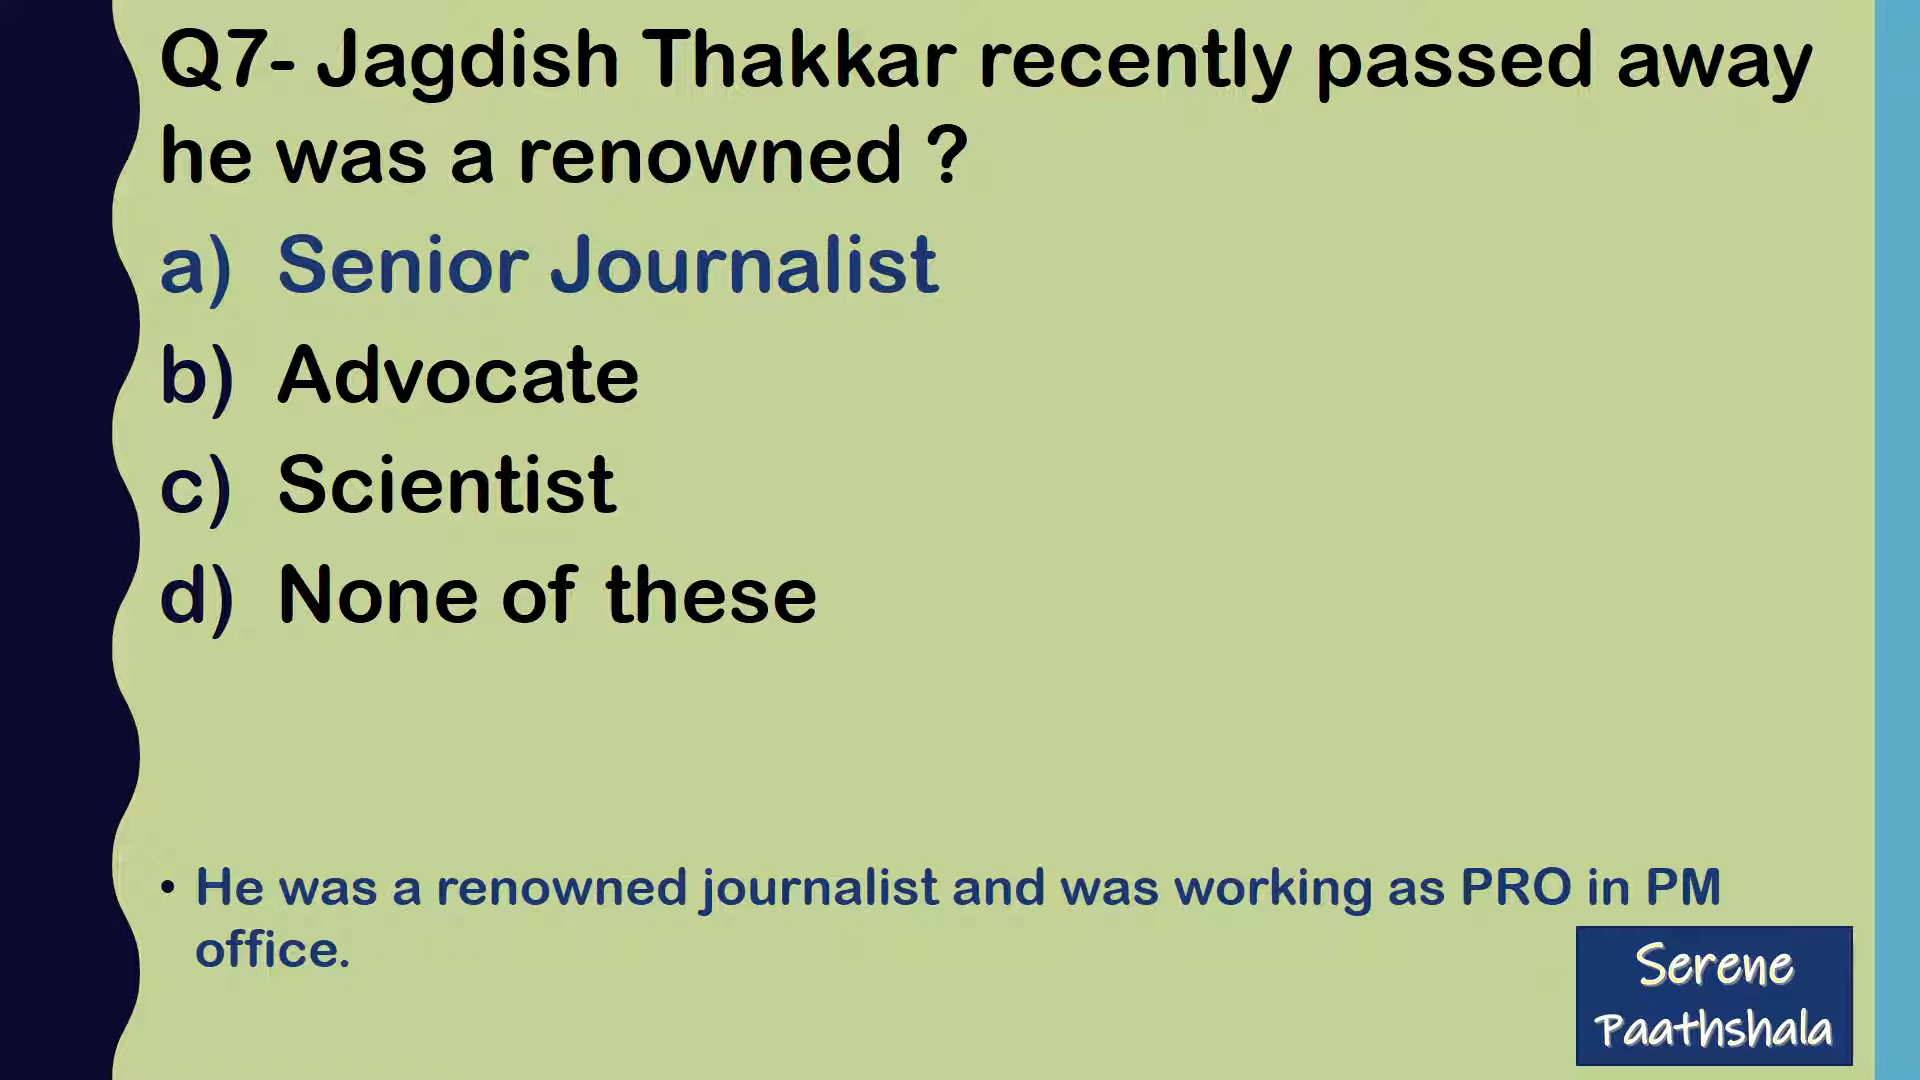 Q7- Jagdish Thakkar recently passed away
he was a renowned ?
a) Senior Journalist
b) Advocate
c) Scientist
d) None of these
• He was a renowned journalist and was working as PRO in PM
office.
Serene
Paathshala